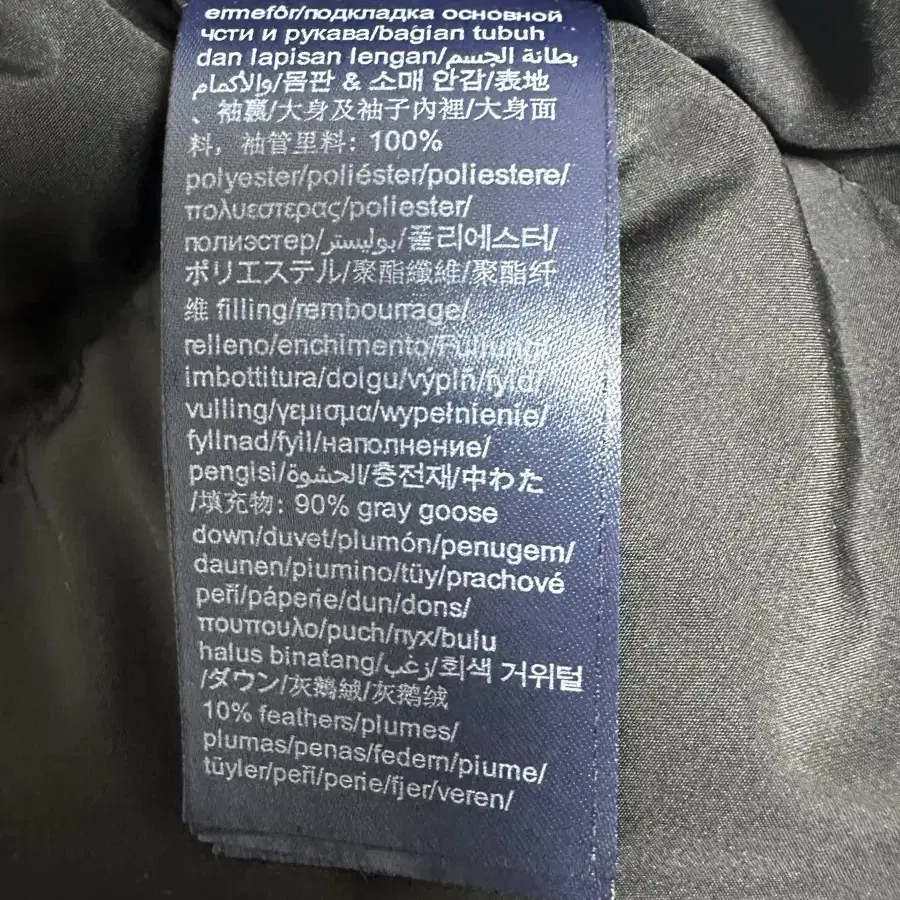 ermefôr/подкладка основной
чсти и рукава/bağian tubuh
dan lapisan lengan/بطانة الجسم
والأكمام/몸판 & 소매 안감/表地
、袖裏/大身及袖子內裡/大身面
料，袖管里料: 100%
polyester/poliéster/poliestere/
πολυεστερας/poliester/
полиэстер/بوليستر/폴리에스터/
ポリエステル/聚酯纖維/聚酯纤
维 filling/rembourrage/
relleno/enchimento/Füllung/
imbottitura/dolgu/výplň/fyld/
vulling/γεμισμα/wypełnienie/
fyllnad/fyll/наполнение/
pengisi/الحشوة/충전재/中わた
/填充物: 90% gray goose
down/duvet/plumón/penugem/
daunen/piumino/tüy/prachové
peří/páperie/dun/dons/
πουπουλο/puch/пух/bulu
halus binatang/زغب/회색 거위털
/ダウン/灰鵝絨/灰鹅绒
10% feathers/plumes/
plumas/penas/federn/piume/
tüyler/peří/perie/fjer/veren/